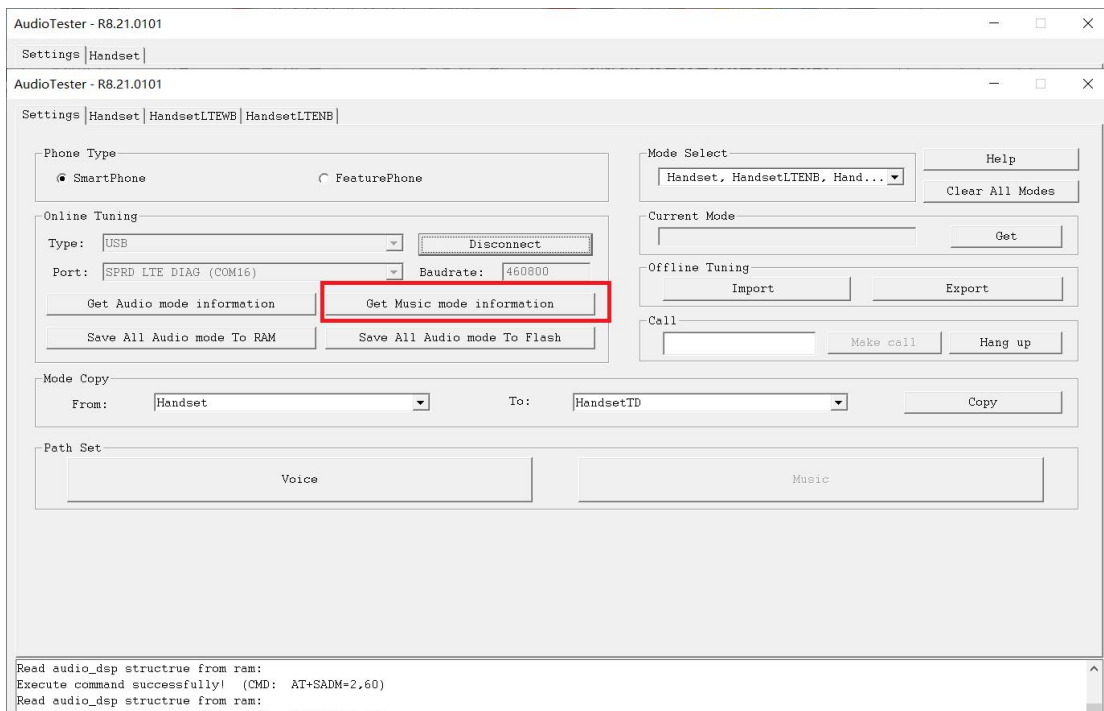 AudioTester - R8.21.0101
Settings Handset
AudioTester - R8.21.0101
Settings Handset HandsetLTEWB HandsetLTENB
Phone Type
SmartPhone
FeaturePhone
Mode Select
Handset, HandsetLTENB, Hand...
Help
Clear All Modes
Online Tuning
Type: USB
Disconnect
Port: SPRD LTE DIAG (COM16)
Baudrate: 460800
Get Audio mode information
Get Music mode information
Save All Audio mode To RAM
Save All Audio mode To Flash
Current Mode
Get
Offline Tuning
Import
Export
Call
Make call
Hang up
Mode Copy
From: Handset
To: HandsetTD
Copy
Path Set
Voice
Music
Read audio_dsp structrue from ram:
Execute command successfully! (CMD: AT+SADM=2,60)
Read audio_dsp structrue from ram: